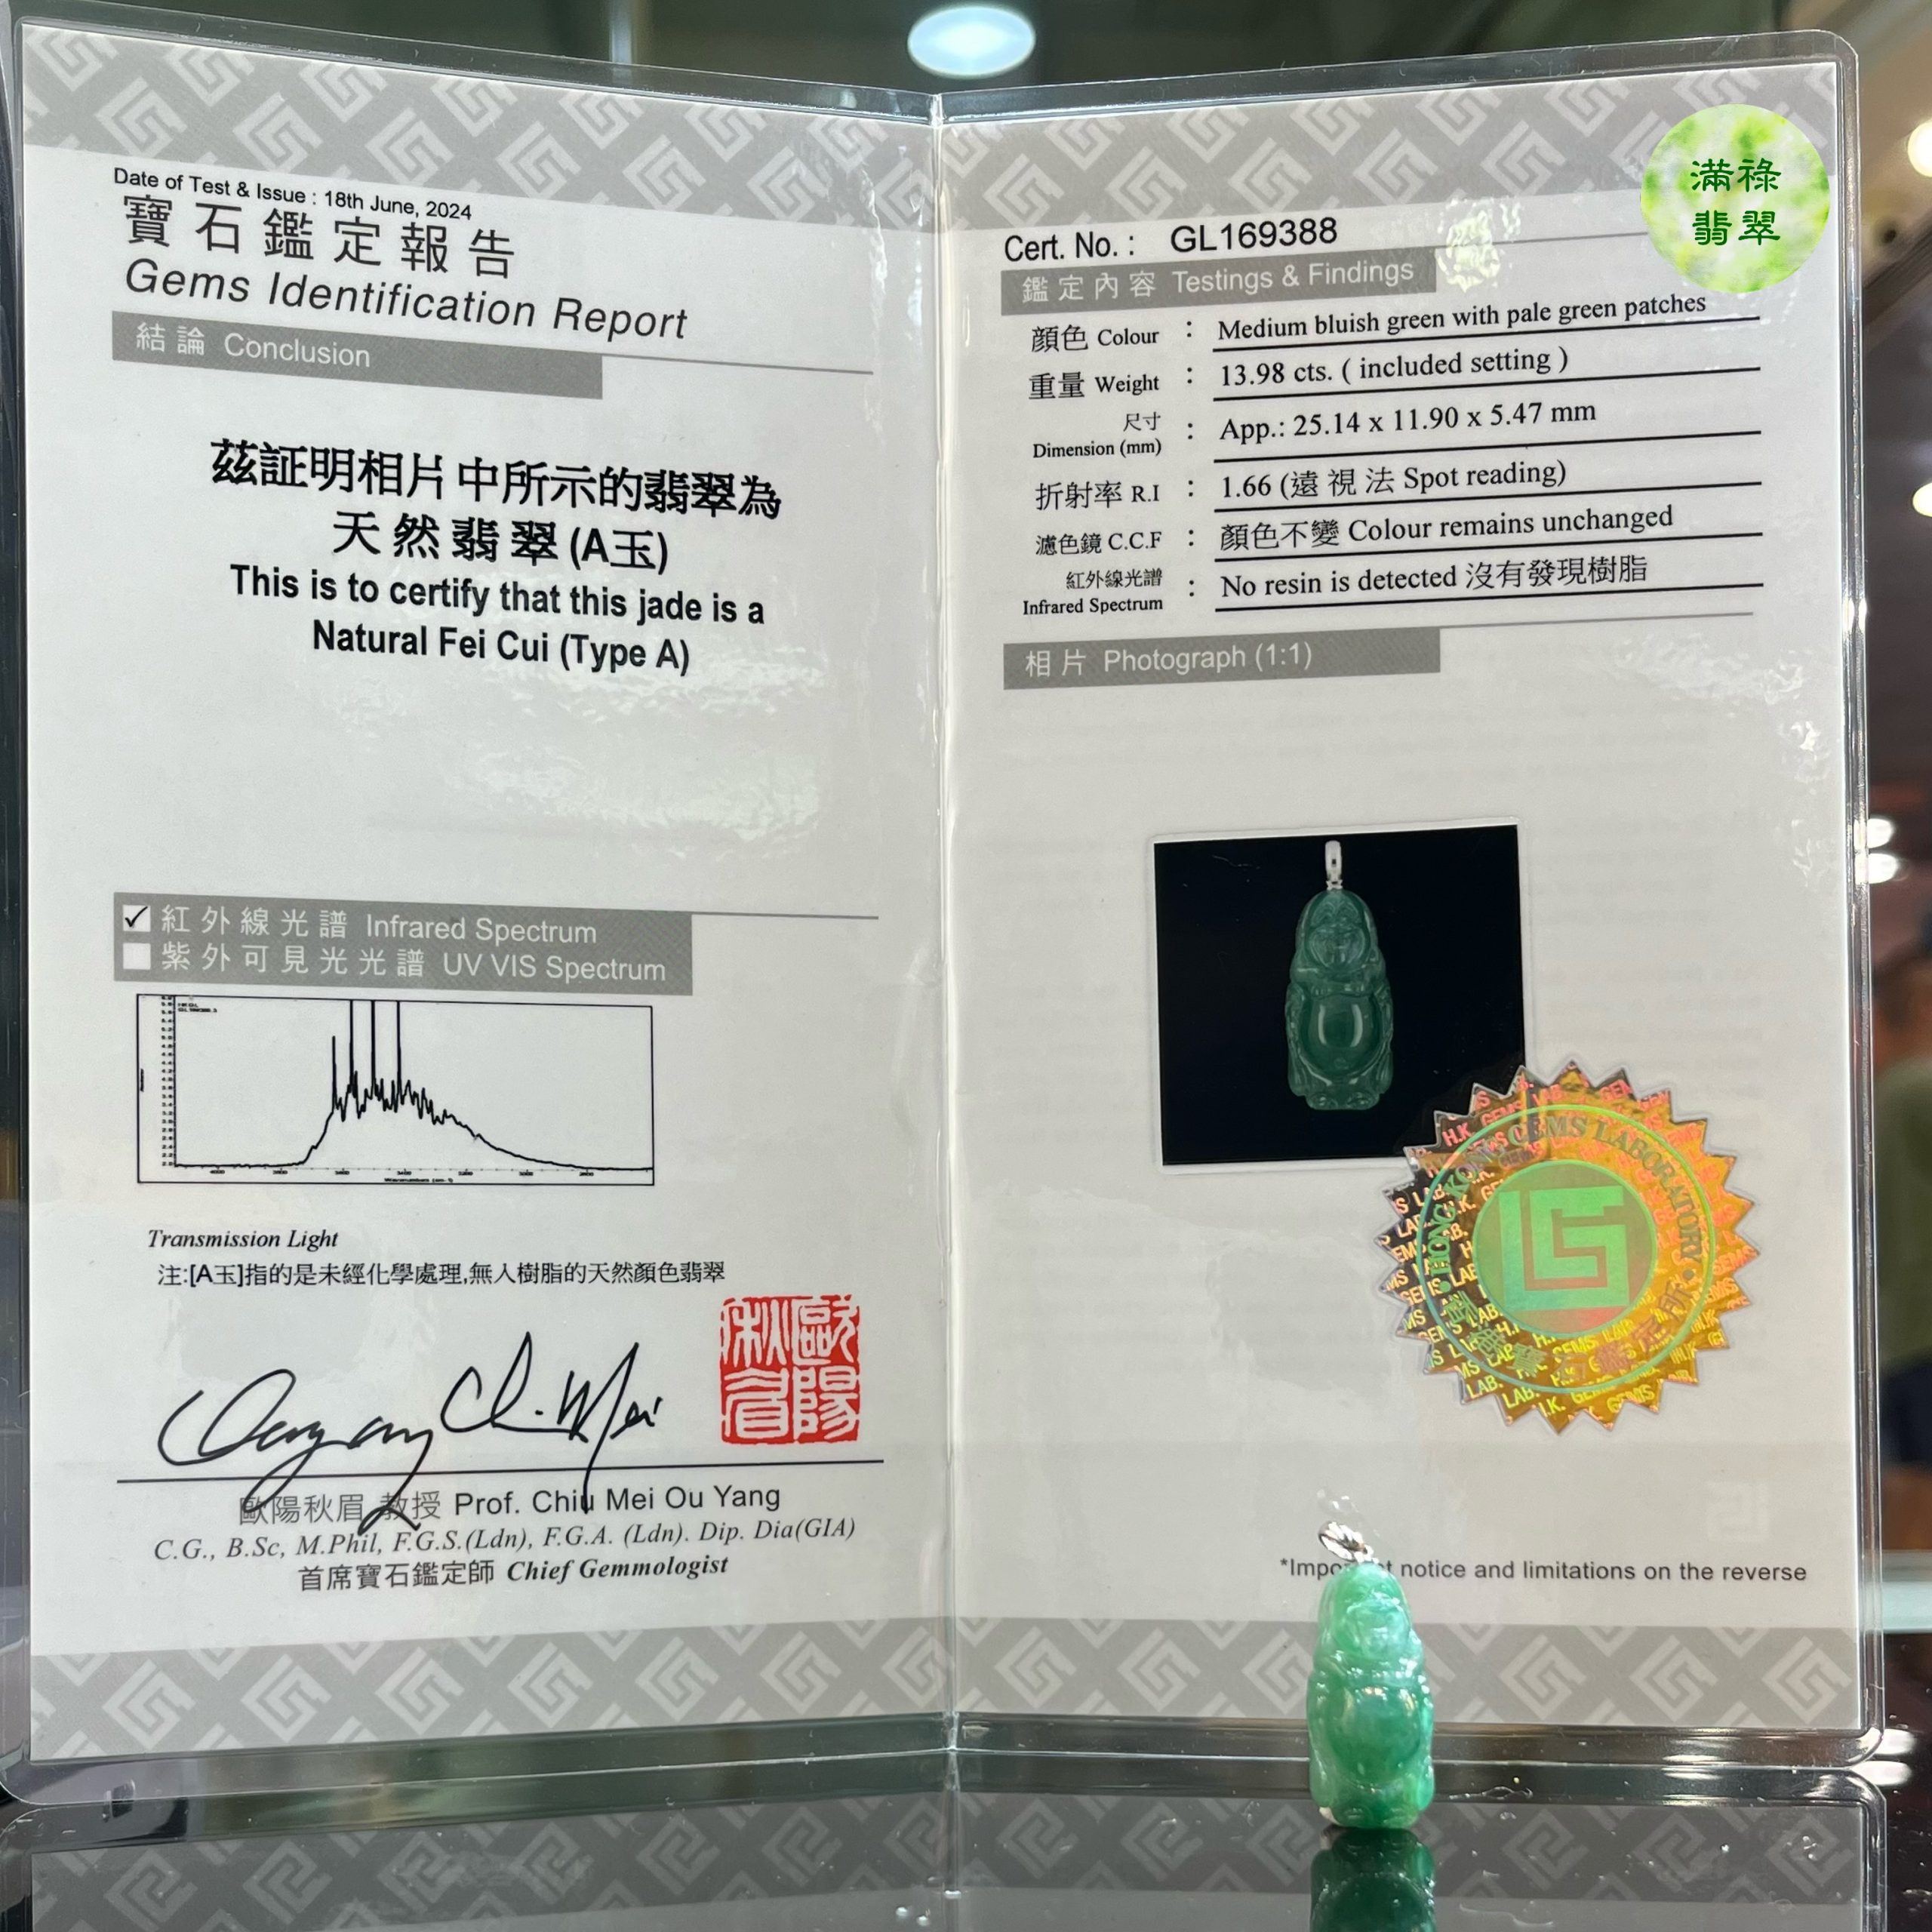 Date of Test & Issue : 18th June, 2024
寶石鑑定報告
Gems Identification Report
結論 Conclusion
茲証明相片中所示的翡翠為
天然翡翠(A玉)
This is to certify that this jade is a
Natural Fei Cui (Type A)
紅外線光譜 Infrared Spectrum
紫外可見光光譜 UV VIS Spectrum
Transmission Light
注:[A玉]指的是未經化學處理,無入樹脂的天然顏色翡翠
歐陽秋眉
歐陽秋眉 教授 Prof. Chiu Mei Ou Yang
C.G., B.Sc, M.Phil, F.G.S.(Ldn), F.G.A. (Ldn). Dip. Dia(GIA)
首席寶石鑑定師 Chief Gemmologist
滿祿
翡翠
Cert. No. : GL169388
鑑定內容 Testings & Findings
顏色 Colour : Medium bluish green with pale green patches
重量 Weight : 13.98 cts. ( included setting )
尺寸
Dimension (mm) : App.: 25.14 x 11.90 x 5.47 mm
折射率 R.I : 1.66 (遠視法 Spot reading)
濾色鏡 C.C.F : 顏色不變 Colour remains unchanged
紅外線光譜
Infrared Spectrum : No resin is detected 沒有發現樹脂
相片 Photograph (1:1)
HONG KONG GEMS LABORATORY
notice and limitations on the reverse